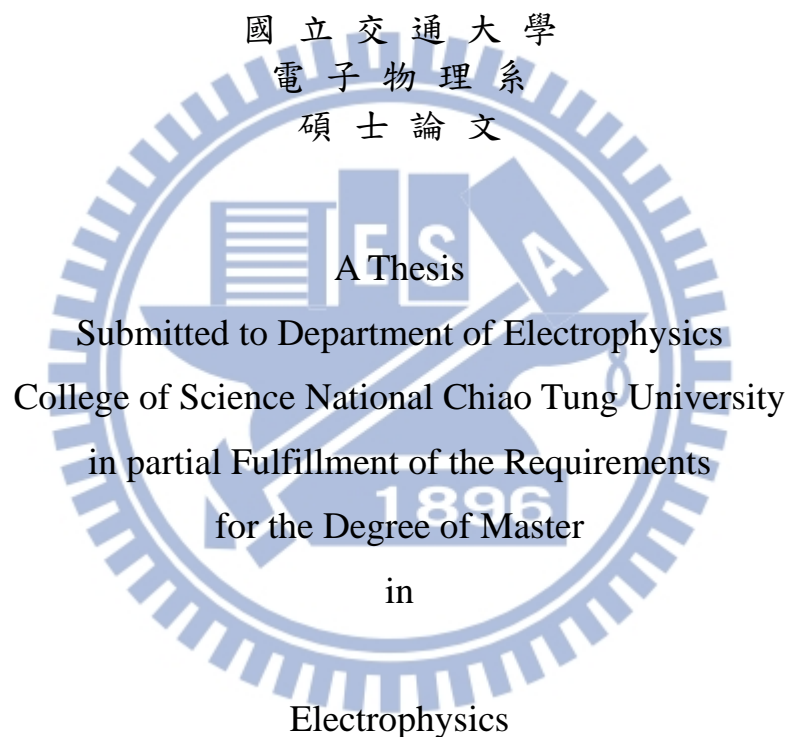 國 立 交 通 大 學
電 子 物 理 系
碩 士 論 文
E S A
A Thesis
Submitted to Department of Electrophysics
College of Science National Chiao Tung University
in partial Fulfillment of the Requirements
1896
for the Degree of Master
in
Electrophysics